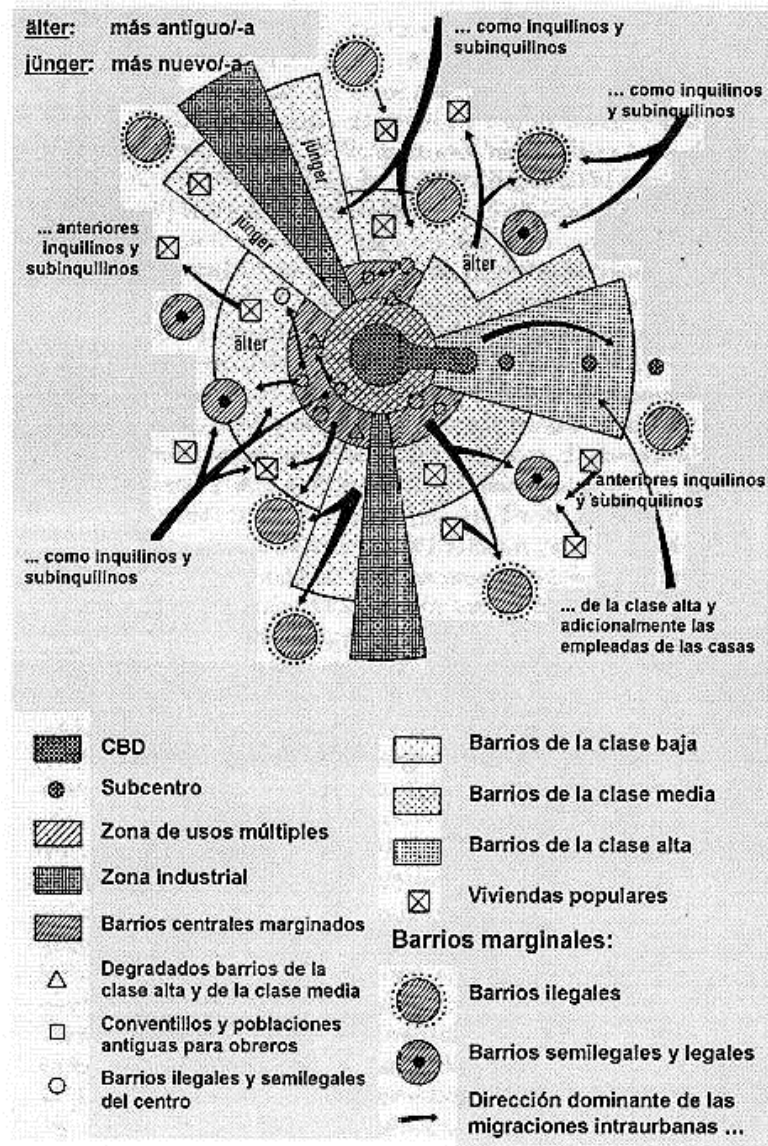 älter: más antiguo/-a
jünger: más nuevo/-a
... como inquilinos y
subinquilinos
... como inquilinos
y subinquilinos
jünger
jünger
... anteriores
inquilinos y
subinquilinos
älter
älter
... anteriores inquilinos
y subinquilinos
... como inquilinos y
subinquilinos
... de la clase alta y
adicionalmente las
empleadas de las casas
CBD
Subcentro
Zona de usos múltiples
Zona industrial
Barrios centrales marginados
Degradados barrios de la
clase alta y de la clase media
Conventillos y poblaciones
antiguas para obreros
Barrios ilegales y semilegales
del centro
Barrios de la clase baja
Barrios de la clase media
Barrios de la clase alta
Viviendas populares
Barrios marginales:
Barrios ilegales
Barrios semilegales y legales
Dirección dominante de las
migraciones intraurbanas ...